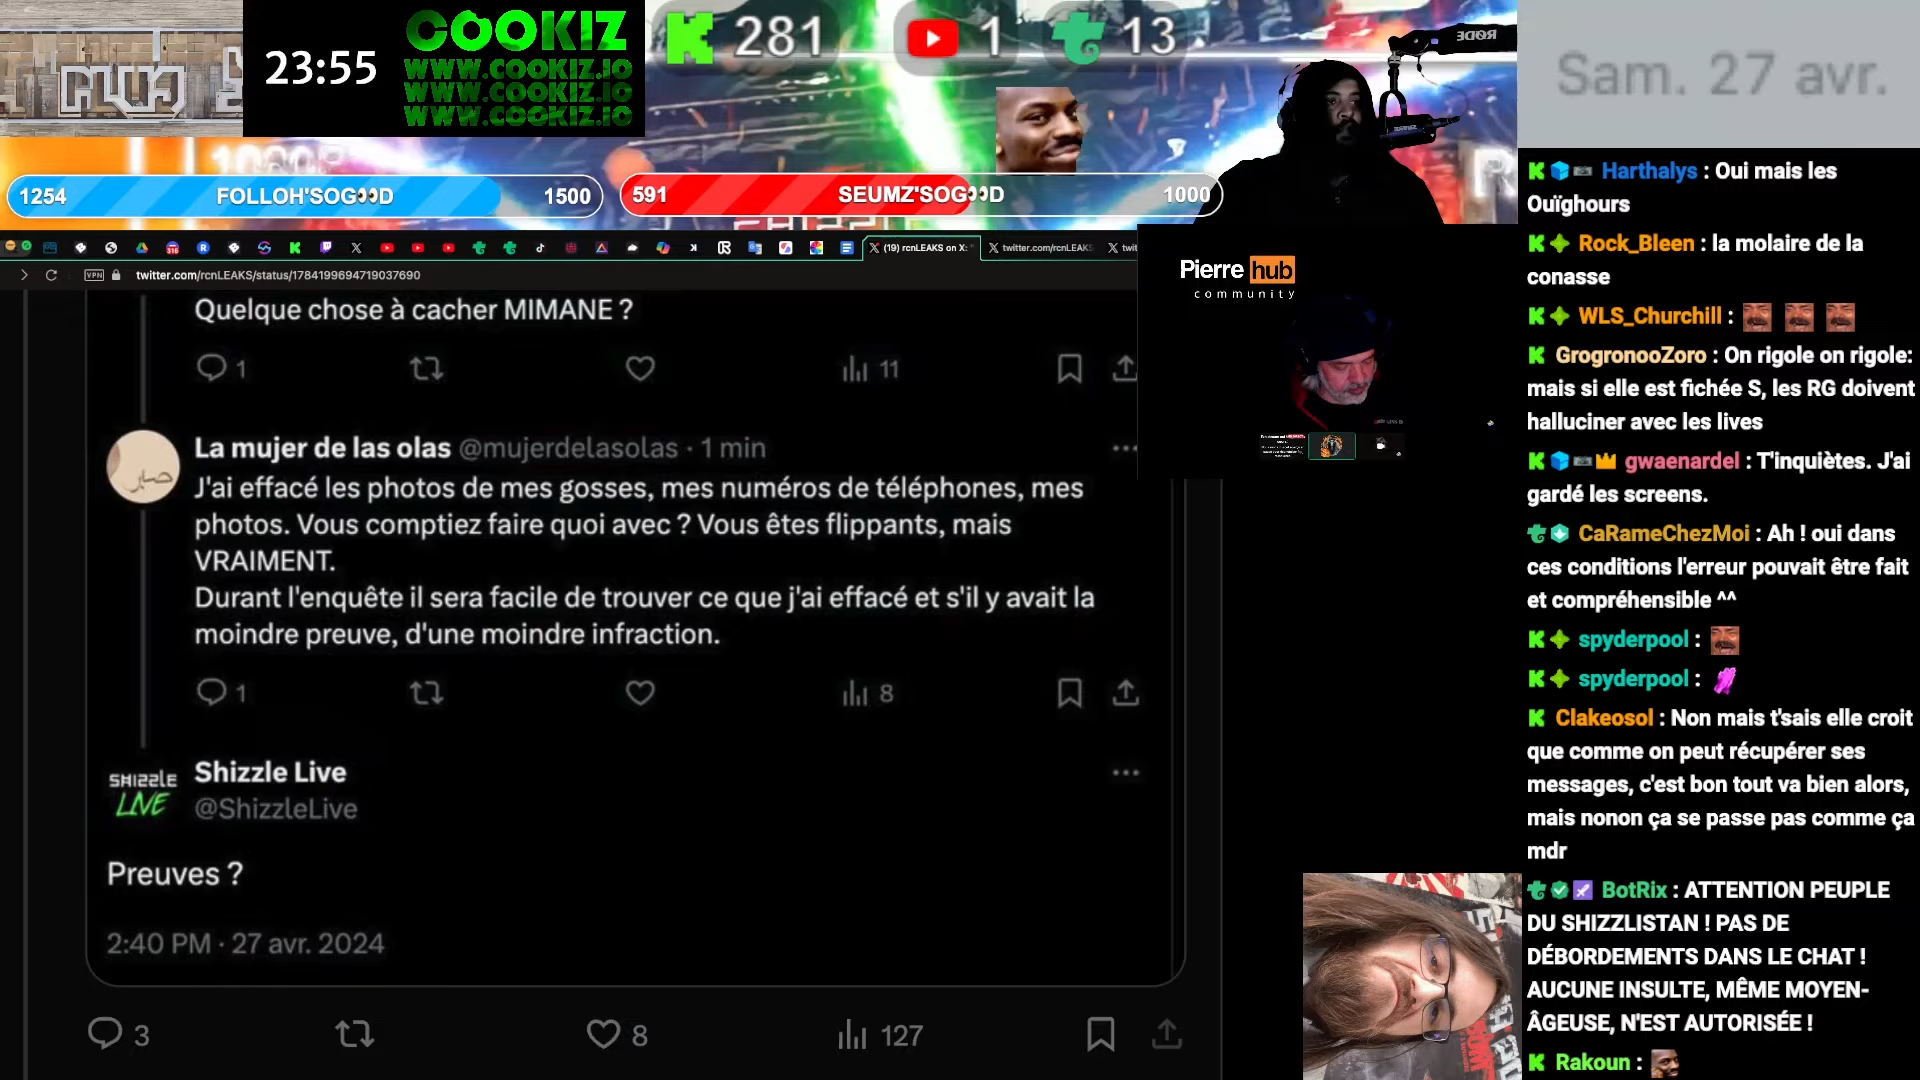 23:55
COOKIZ
WWW.COOKIZ.IO
WWW.COOKIZ.IO
WWW.COOKIZ.IO
281
1
13
RØDE
Sam. 27 avr.
1254 FOLLOH'SOG👀D 1500
591 SEUMZ'SOG👀D 1000
(19) rcnLEAKS on X:
twitter.com/rcnLEAKS
twitter.com/rcnLEAKS/status/1784199694719037690
VPN
Pierre hub
community
Quelque chose à cacher MIMANE ?
1
11
La mujer de las olas @mujerdelasolas · 1 min
J'ai effacé les photos de mes gosses, mes numéros de téléphones, mes
photos. Vous comptiez faire quoi avec ? Vous êtes flippants, mais
VRAIMENT.
Durant l'enquête il sera facile de trouver ce que j'ai effacé et s'il y avait la
moindre preuve, d'une moindre infraction.
1
8
SHIZZLE
LIVE
Shizzle Live
@ShizzleLive
Preuves ?
2:40 PM · 27 avr. 2024
3
8
127
Harthalys : Oui mais les
Ouïghours
Rock_Bleen : la molaire de la
conasse
WLS_Churchill :
GrogronooZoro : On rigole on rigole:
mais si elle est fichée S, les RG doivent
halluciner avec les lives
gwaenardel : T'inquiètes. J'ai
gardé les screens.
CaRameChezMoi : Ah ! oui dans
ces conditions l'erreur pouvait être fait
et compréhensible ^^
spyderpool :
spyderpool :
Clakeosol : Non mais t'sais elle croit
que comme on peut récupérer ses
messages, c'est bon tout va bien alors,
mais nonon ça se passe pas comme ça
mdr
BotRix : ATTENTION PEUPLE
DU SHIZZLISTAN ! PAS DE
DÉBORDEMENTS DANS LE CHAT !
AUCUNE INSULTE, MÊME MOYEN-
ÂGEUSE, N'EST AUTORISÉE !
Rakoun :